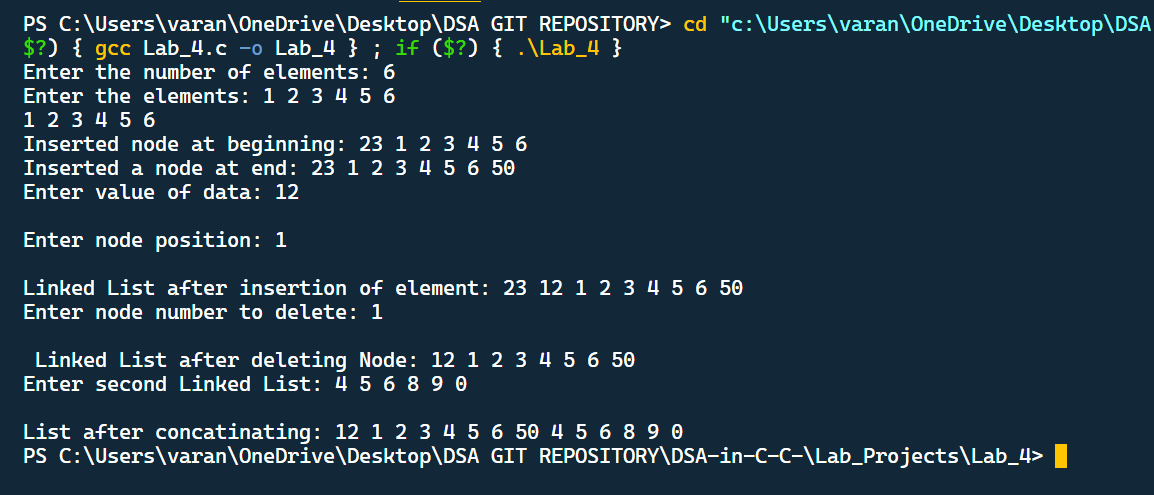 PS C:\Users\varan\OneDrive\Desktop\DSA GIT REPOSITORY> cd "c:\Users\varan\OneDrive\Desktop\DSA
$?) { gcc Lab_4.c -o Lab_4 } ; if ($?) { .\Lab_4 }
Enter the number of elements: 6
Enter the elements: 1 2 3 4 5 6
1 2 3 4 5 6
Inserted node at beginning: 23 1 2 3 4 5 6
Inserted a node at end: 23 1 2 3 4 5 6 50
Enter value of data: 12
Enter node position: 1
Linked List after insertion of element: 23 12 1 2 3 4 5 6 50
Enter node number to delete: 1
Linked List after deleting Node: 12 1 2 3 4 5 6 50
Enter second Linked List: 4 5 6 8 9 0
List after concatinating: 12 1 2 3 4 5 6 50 4 5 6 8 9 0
PS C:\Users\varan\OneDrive\Desktop\DSA GIT REPOSITORY\DSA-in-C-C-\Lab_Projects\Lab_4>